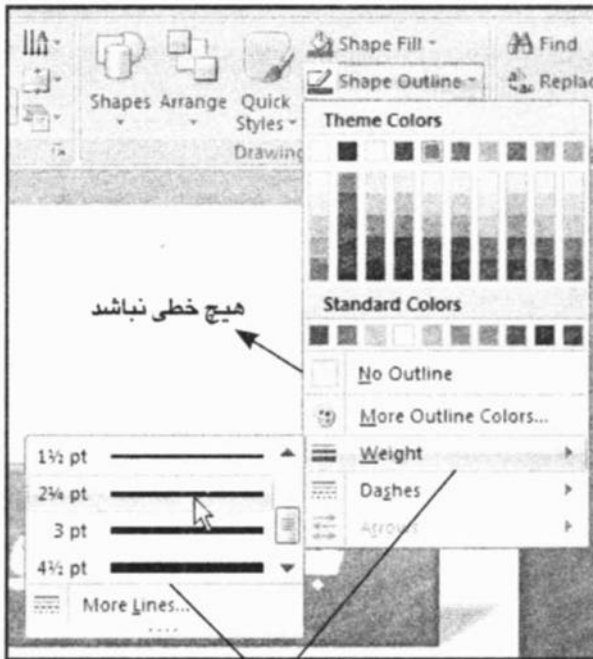 Shape Fill
Find
Shape Outline
Replac
Shapes Arrange Quick
Styles
Drawing
Theme Colors
هیچ خطی نباشد
Standard Colors
No Outline
More Outline Colors...
Weight
Dashes
Arrows
1½ pt
2¼ pt
3 pt
4½ pt
More Lines...